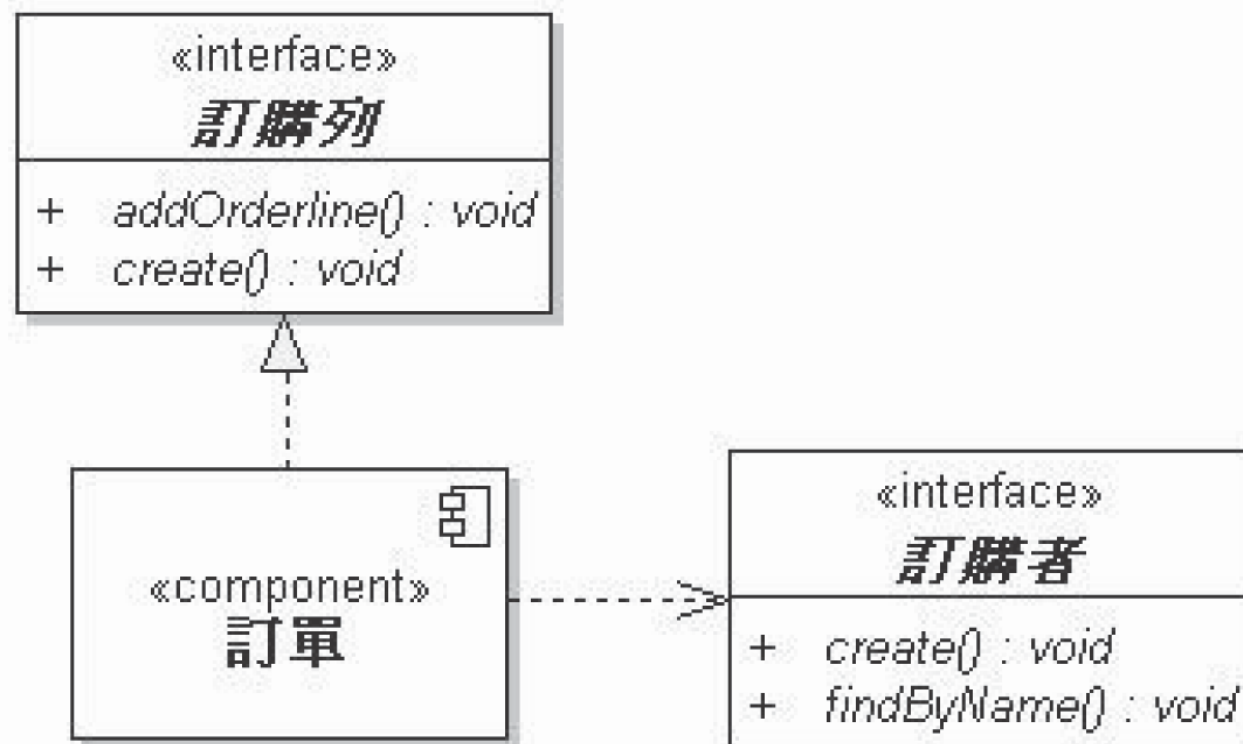 «interface»
訂購列
+ addOrderline() : void
+ create() : void
«component»
訂單
«interface»
訂購者
+ create() : void
+ findByName() : void